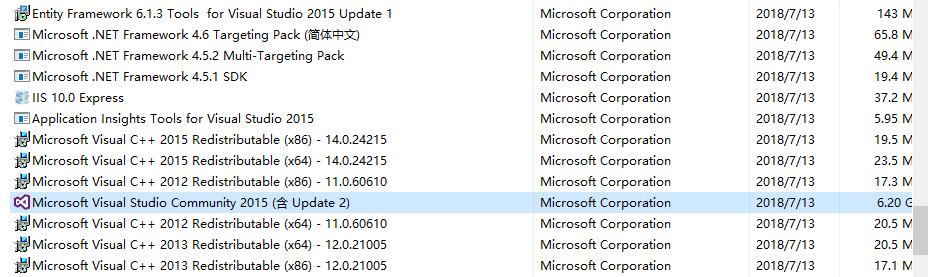 Entity Framework 6.1.3 Tools for Visual Studio 2015 Update 1 Microsoft Corporation 2018/7/13 143 M
Microsoft .NET Framework 4.6 Targeting Pack (简体中文) Microsoft Corporation 2018/7/13 65.8 M
Microsoft .NET Framework 4.5.2 Multi-Targeting Pack Microsoft Corporation 2018/7/13 49.4 M
Microsoft .NET Framework 4.5.1 SDK Microsoft Corporation 2018/7/13 19.4 M
IIS 10.0 Express Microsoft Corporation 2018/7/13 37.2 M
Application Insights Tools for Visual Studio 2015 Microsoft Corporation 2018/7/13 5.95 M
Microsoft Visual C++ 2015 Redistributable (x86) - 14.0.24215 Microsoft Corporation 2018/7/13 19.5 M
Microsoft Visual C++ 2015 Redistributable (x64) - 14.0.24215 Microsoft Corporation 2018/7/13 23.5 M
Microsoft Visual C++ 2012 Redistributable (x86) - 11.0.60610 Microsoft Corporation 2018/7/13 17.3 M
Microsoft Visual Studio Community 2015 (含 Update 2) Microsoft Corporation 2018/7/13 6.20 G
Microsoft Visual C++ 2012 Redistributable (x64) - 11.0.60610 Microsoft Corporation 2018/7/13 20.5 M
Microsoft Visual C++ 2013 Redistributable (x64) - 12.0.21005 Microsoft Corporation 2018/7/13 20.5 M
Microsoft Visual C++ 2013 Redistributable (x86) - 12.0.21005 Microsoft Corporation 2018/7/13 17.1 M